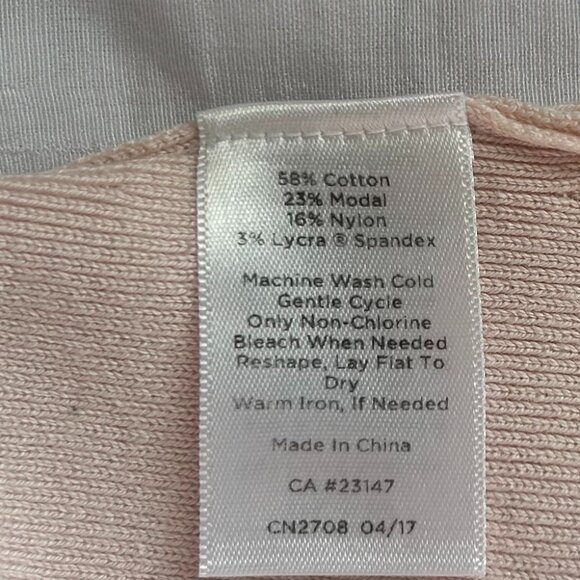 58% Cotton
23% Modal
16% Nylon
3% Lycra ® Spandex
Machine Wash Cold
Gentle Cycle
Only Non-Chlorine
Bleach When Needed
Reshape, Lay Flat To
Dry
Warm Iron, If Needed
Made In China
CA #23147
CN2708 04/17